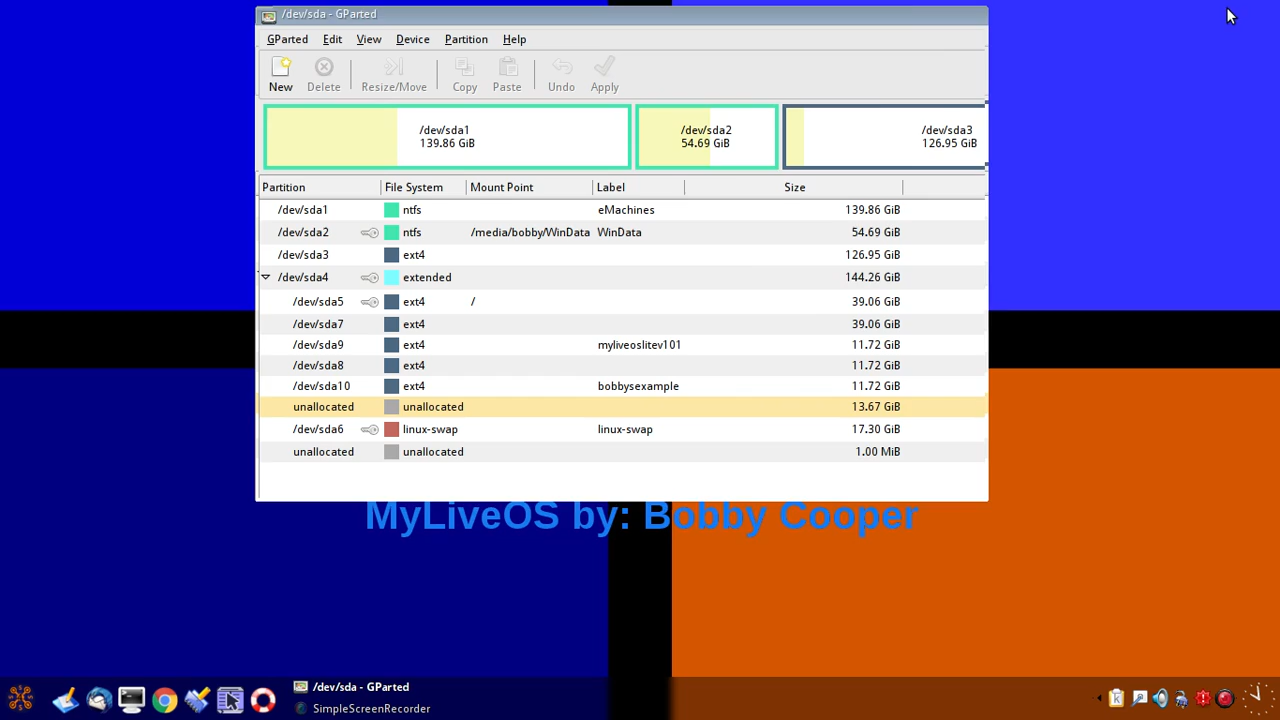 /dev/sda - GParted
GParted Edit View Device Partition Help
New Delete Resize/Move Copy Paste Undo Apply
/dev/sda1 /dev/sda2 /dev/sda3
139.86 GiB 54.69 GiB 126.95 GiB
Partition File System Mount Point Label Size
/dev/sda1 ntfs eMachines 139.86 GiB
/dev/sda2 ntfs /media/bobby/WinData WinData 54.69 GiB
/dev/sda3 ext4 126.95 GiB
/dev/sda4 extended 144.26 GiB
/dev/sda5 ext4 / 39.06 GiB
/dev/sda7 ext4 39.06 GiB
/dev/sda9 ext4 myliveoslitev101 11.72 GiB
/dev/sda8 ext4 11.72 GiB
/dev/sda10 ext4 bobbysexample 11.72 GiB
unallocated unallocated 13.67 GiB
/dev/sda6 linux-swap linux-swap 17.30 GiB
unallocated unallocated 1.00 MiB
MyLiveOS by: Bobby Cooper
/dev/sda - GParted
SimpleScreenRecorder